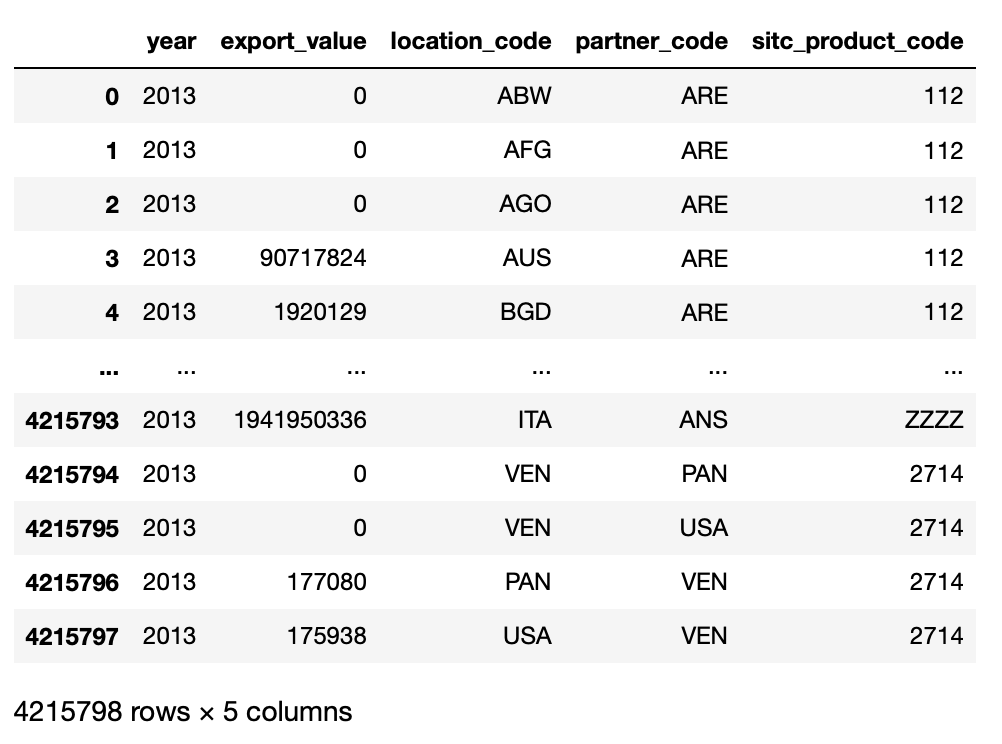 year export_value location_code partner_code sitc_product_code
0 2013 0 ABW ARE 112
1 2013 0 AFG ARE 112
2 2013 0 AGO ARE 112
3 2013 90717824 AUS ARE 112
4 2013 1920129 BGD ARE 112
... ... ... ... ... ...
4215793 2013 1941950336 ITA ANS ZZZZ
4215794 2013 0 VEN PAN 2714
4215795 2013 0 VEN USA 2714
4215796 2013 177080 PAN VEN 2714
4215797 2013 175938 USA VEN 2714
4215798 rows × 5 columns